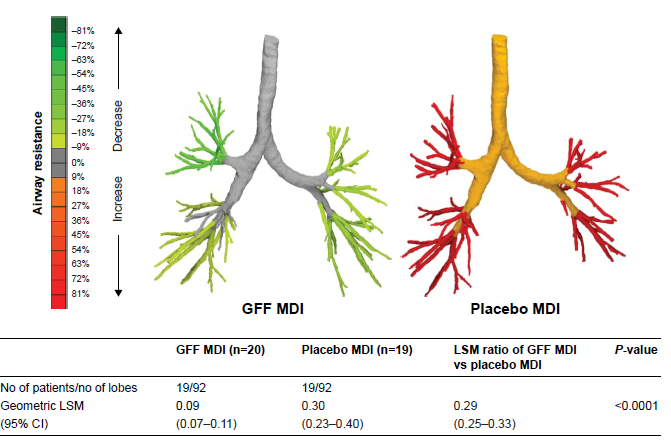 Airway resistance
–81%
–72%
–63%
–54%
–45%
–36%
–27%
–18%
–9%
0%
9%
18%
27%
36%
45%
54%
63%
72%
81%
Decrease
Increase
GFF MDI
Placebo MDI
GFF MDI (n=20) Placebo MDI (n=19) LSM ratio of GFF MDI P-value
vs placebo MDI
No of patients/no of lobes 19/92 19/92
Geometric LSM 0.09 0.30 0.29 <0.0001
(95% CI) (0.07–0.11) (0.23–0.40) (0.25–0.33)